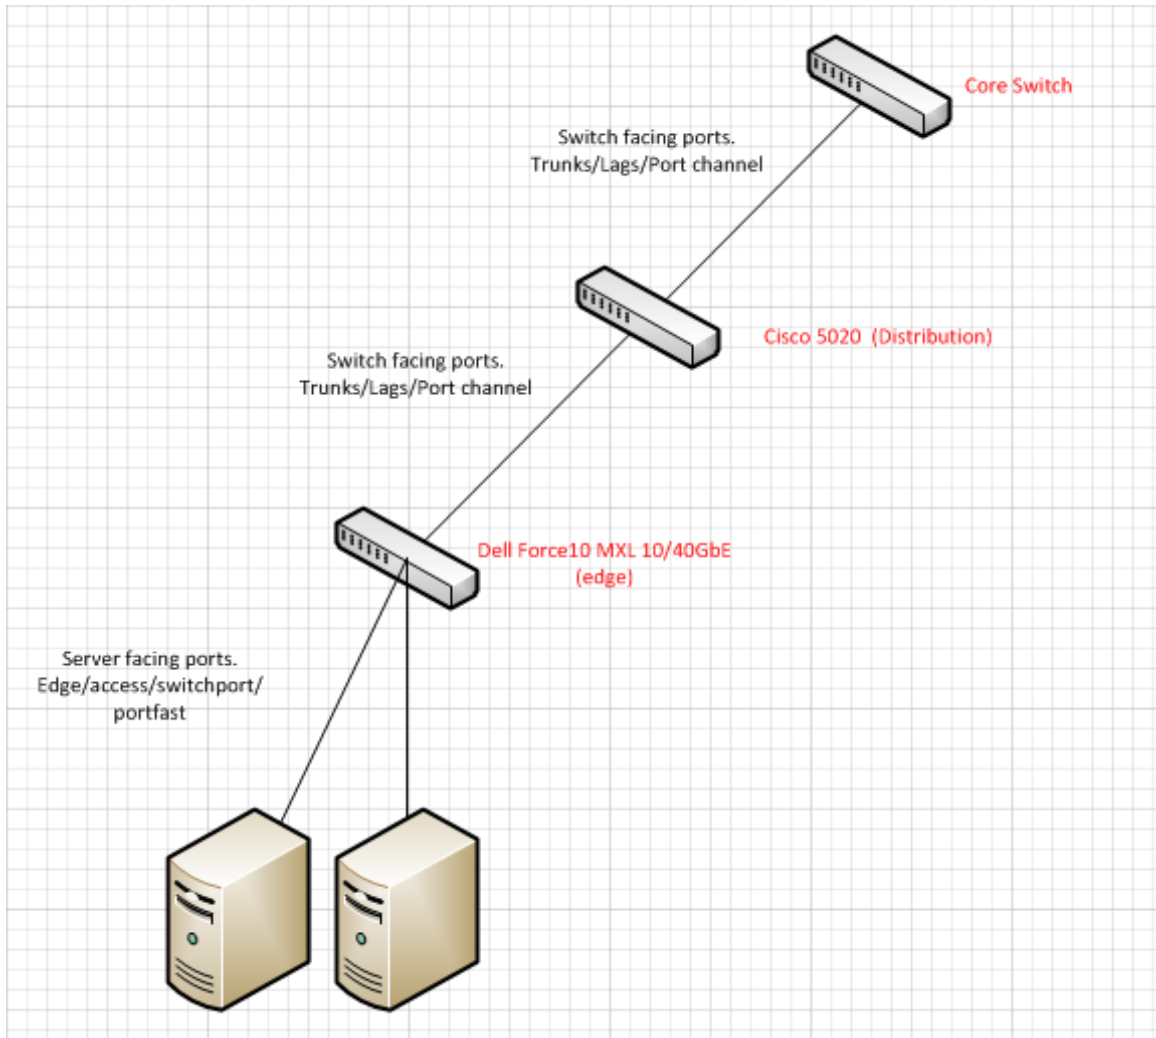 Core Switch
Switch facing ports.
Trunks/Lags/Port channel
Cisco 5020  (Distribution)
Switch facing ports.
Trunks/Lags/Port channel
Dell Force10 MXL 10/40GbE
(edge)
Server facing ports.
Edge/access/switchport/
portfast